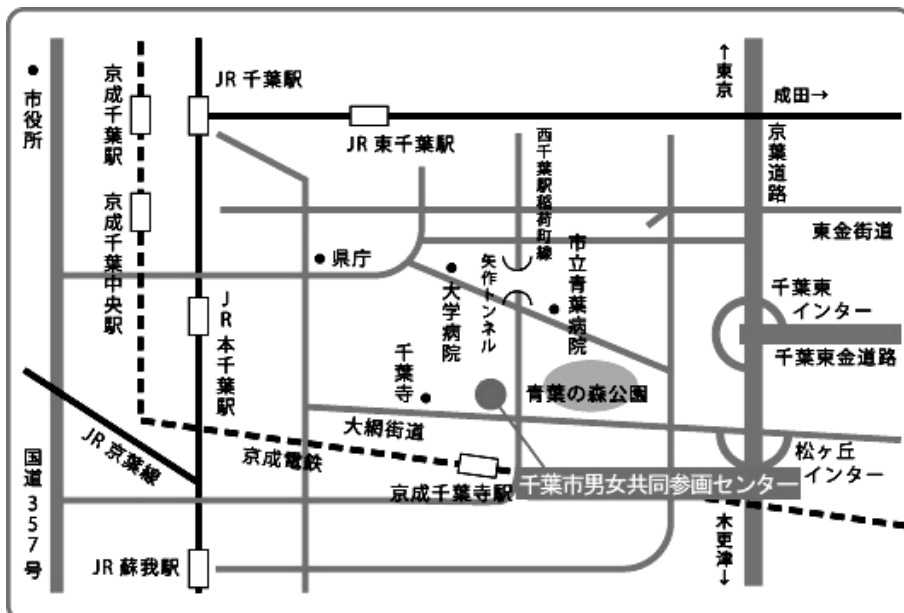 市役所
京成千葉駅
JR 千葉駅
JR 東千葉駅
↑東京
成田→
京葉道路
西千葉駅稲荷町線
京成千葉中央駅
東金街道
県庁
大学病院
矢作トンネル
市立青葉病院
千葉東
インター
千葉東金道路
JR 本千葉駅
千葉寺
青葉の森公園
大網街道
JR 京葉線
京成電鉄
松ヶ丘
インター
京成千葉寺駅
千葉市男女共同参画センター
国道357号
木更津↓
JR 蘇我駅